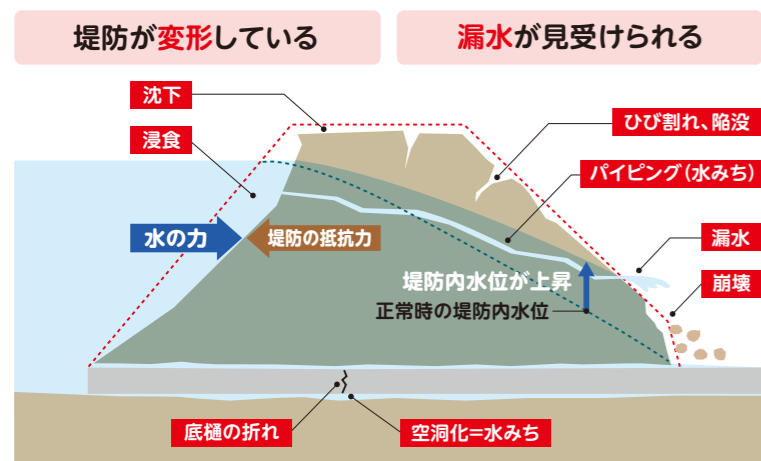 堤防が変形している
漏水が見受けられる
沈下
浸食
ひび割れ、陥没
パイピング（水みち）
水の力
堤防の抵抗力
漏水
堤防内水位が上昇
崩壊
正常時の堤防内水位
底樋の折れ
空洞化＝水みち